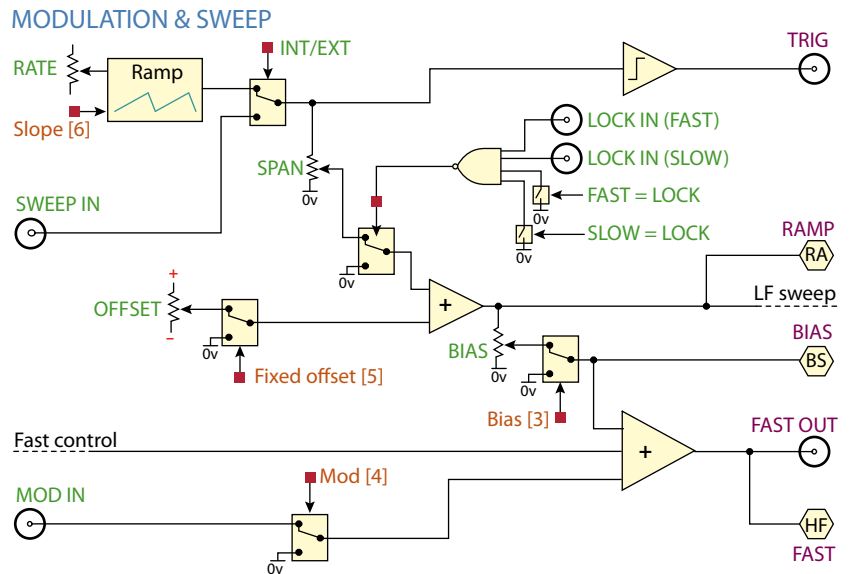 MODULATION & SWEEP
INT/EXT
TRIG
RATE
Ramp
Slope [6]
LOCK IN (FAST)
LOCK IN (SLOW)
SPAN
0v
FAST = LOCK
0v
SWEEP IN
SLOW = LOCK
0v
RAMP
RA
0v
+
OFFSET
+
LF sweep
–
0v
BIAS
BIAS
BS
0v
0v
Fixed offset [5]
Bias [3]
Fast control
+
FAST OUT
Mod [4]
MOD IN
HF
0v
FAST